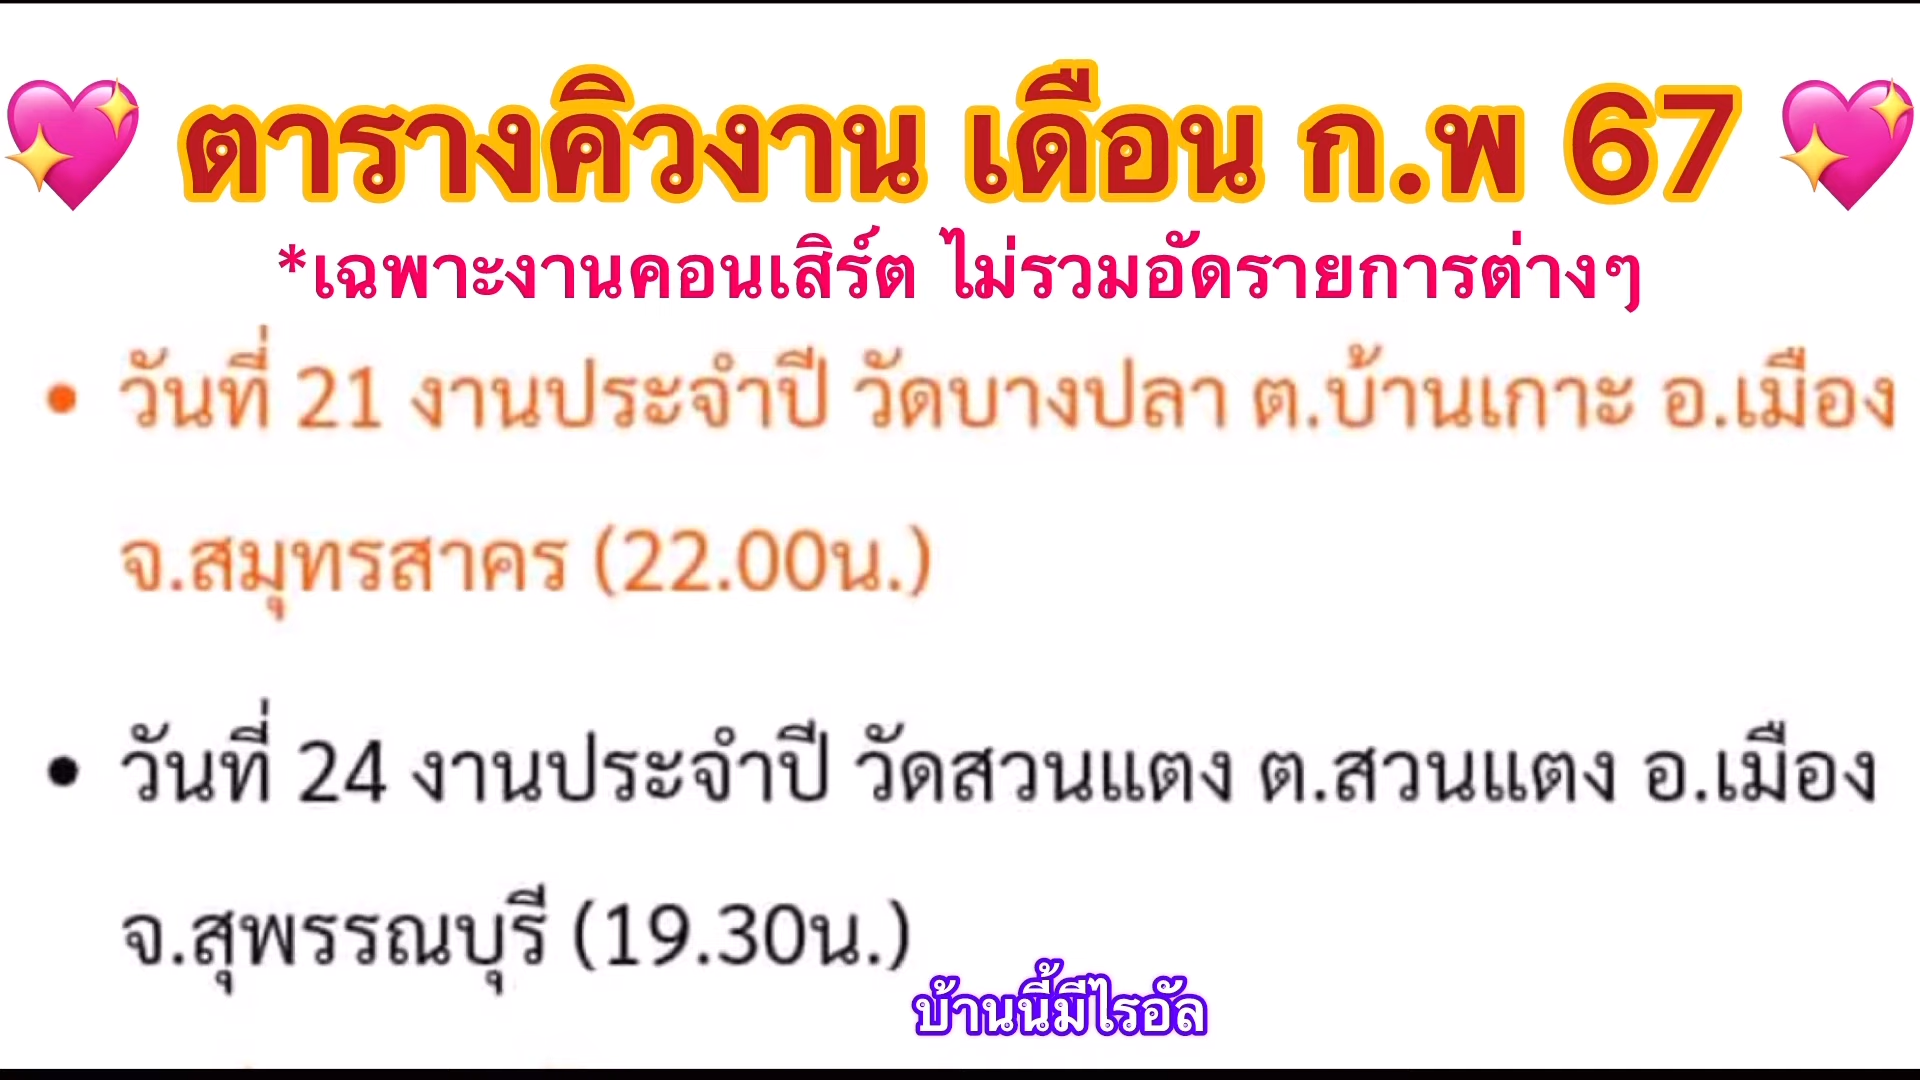 💖 ตารางคิวงาน เดือน ก.พ 67 💖
*เฉพาะงานคอนเสิร์ต ไม่รวมอัดรายการต่างๆ
• วันที่ 21 งานประจำปี วัดบางปลา ต.บ้านเกาะ อ.เมือง
จ.สมุทรสาคร (22.00น.)
• วันที่ 24 งานประจำปี วัดสวนแตง ต.สวนแตง อ.เมือง
จ.สุพรรณบุรี (19.30น.)
บ้านนี้มีไรอัล